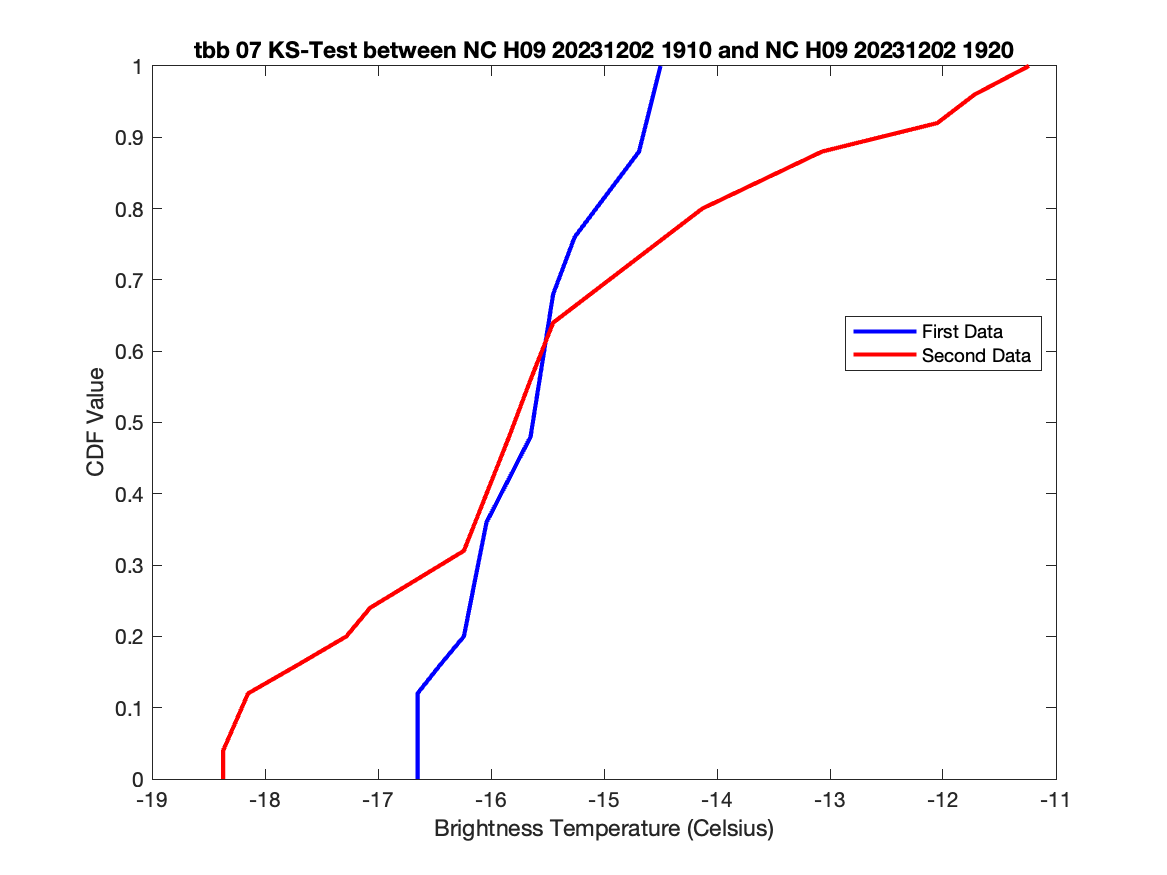 tbb 07 KS-Test between NC H09 20231202 1910 and NC H09 20231202 1920
1
0.9
0.8
0.7
0.6
0.5
0.4
0.3
0.2
0.1
0
CDF Value
First Data
Second Data
-19 -18 -17 -16 -15 -14 -13 -12 -11
Brightness Temperature (Celsius)